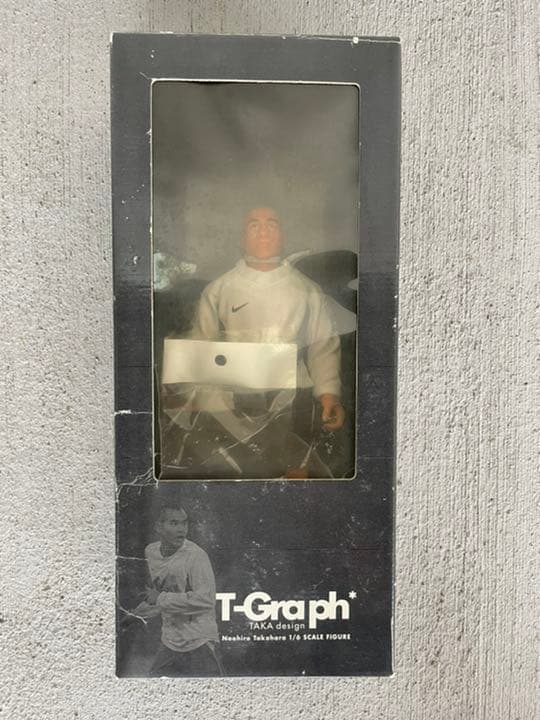 T-Graph*
TAKA design
Naohiro Takahara 1/6 SCALE FIGURE